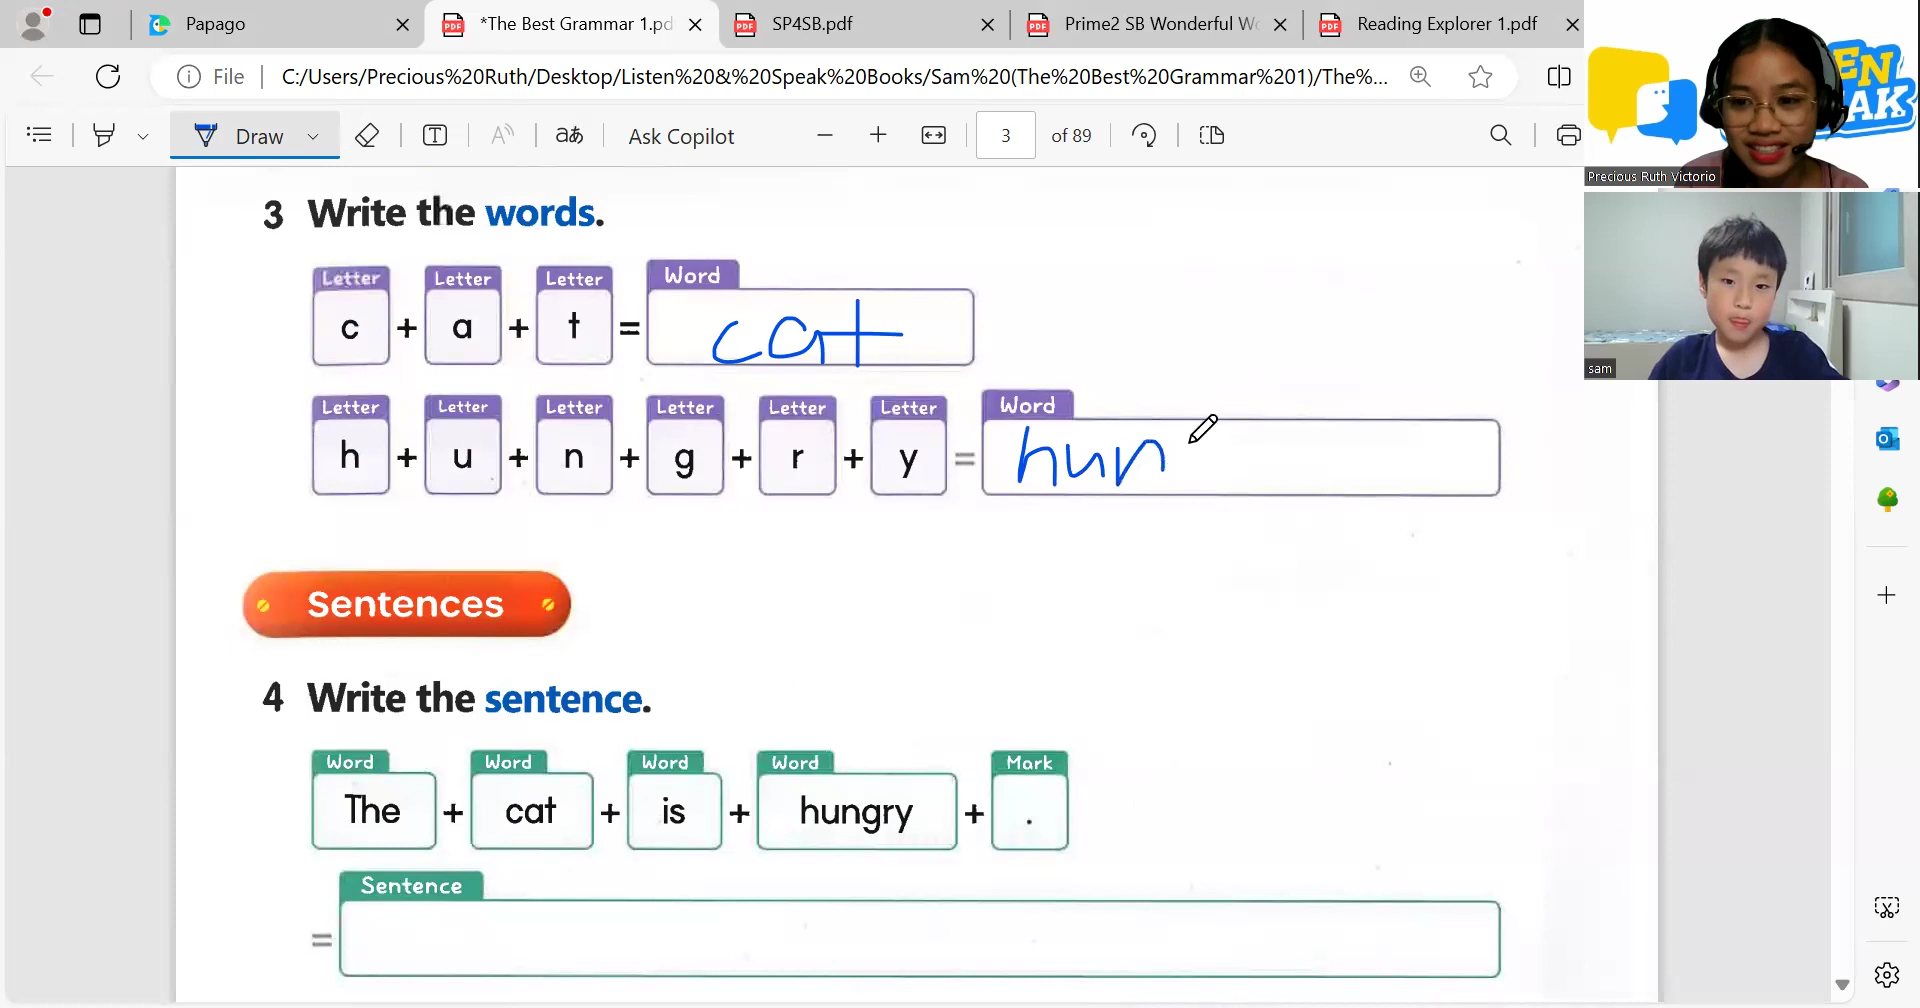 Papago
*The Best Grammar 1.pd
SP4SB.pdf
Prime2 SB Wonderful Wo
Reading Explorer 1.pdf
File
C:/Users/Precious%20Ruth/Desktop/Listen%20&%20Speak%20Books/Sam%20(The%20Best%20Grammar%201)/The%...
Draw
Ask Copilot
3 of 89
EN
AK
Precious Ruth Victorio
sam
3 Write the words.
Letter Letter Letter Word
c + a + t = cat
Letter Letter Letter Letter Letter Letter Word
h + u + n + g + r + y = hun
Sentences
4 Write the sentence.
Word Word Word Word Mark
The + cat + is + hungry + .
Sentence
=